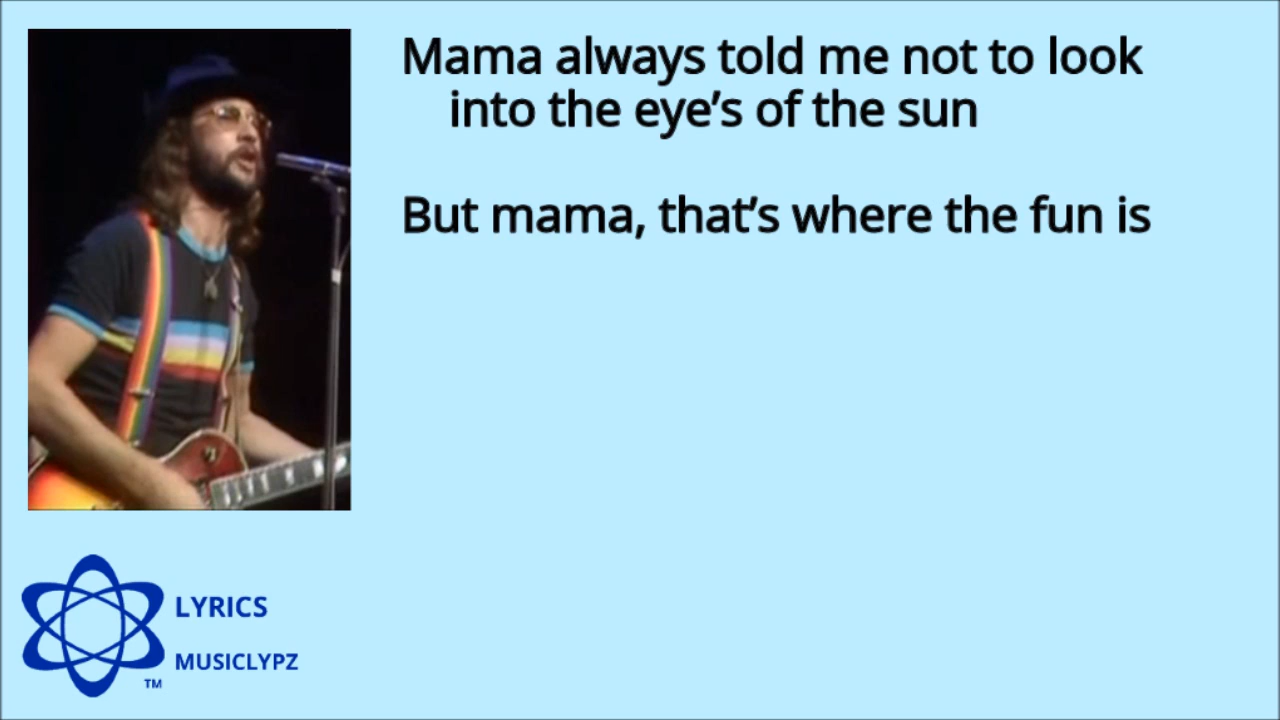 Mama always told me not to look
into the eye’s of the sun
But mama, that’s where the fun is
LYRICS
MUSICLYPZ
TM